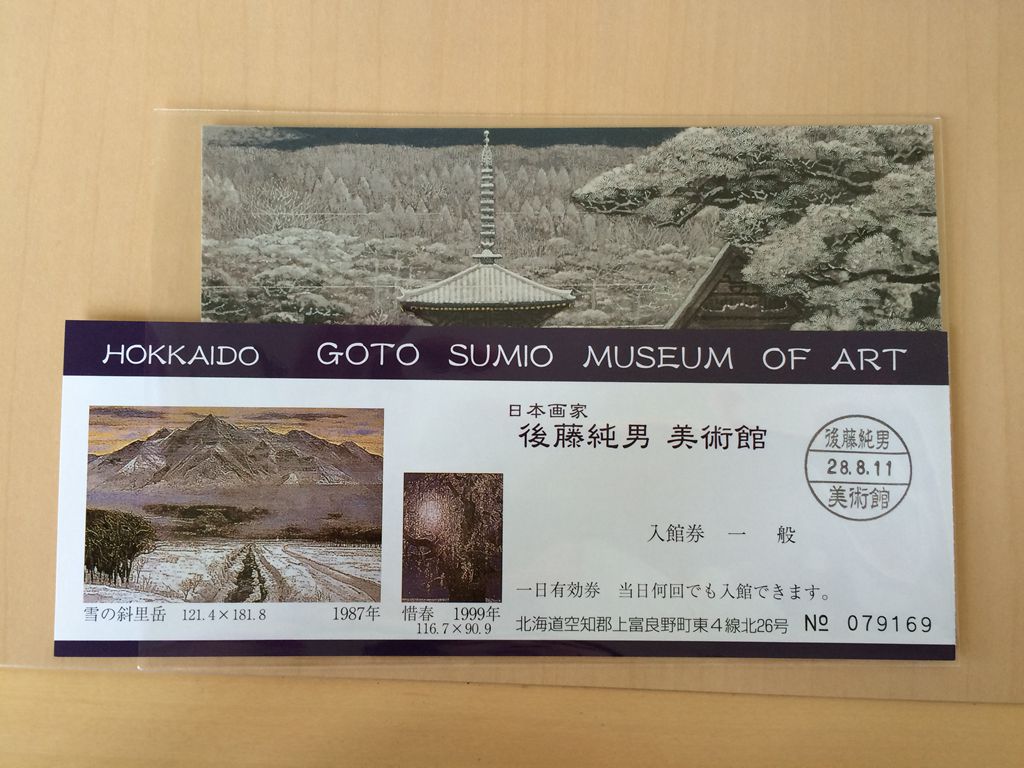 HOKKAIDO GOTO SUMIO MUSEUM OF ART
日本画家
後藤純男 美術館
後藤純男
28.8.11
美術館
入館券 一 般
一日有効券 当日何回でも入館できます。
北海道空知郡上富良野町東4線北26号 № 079169
雪の斜里岳 121.4×181.8 1987年
惜春 1999年
116.7×90.9